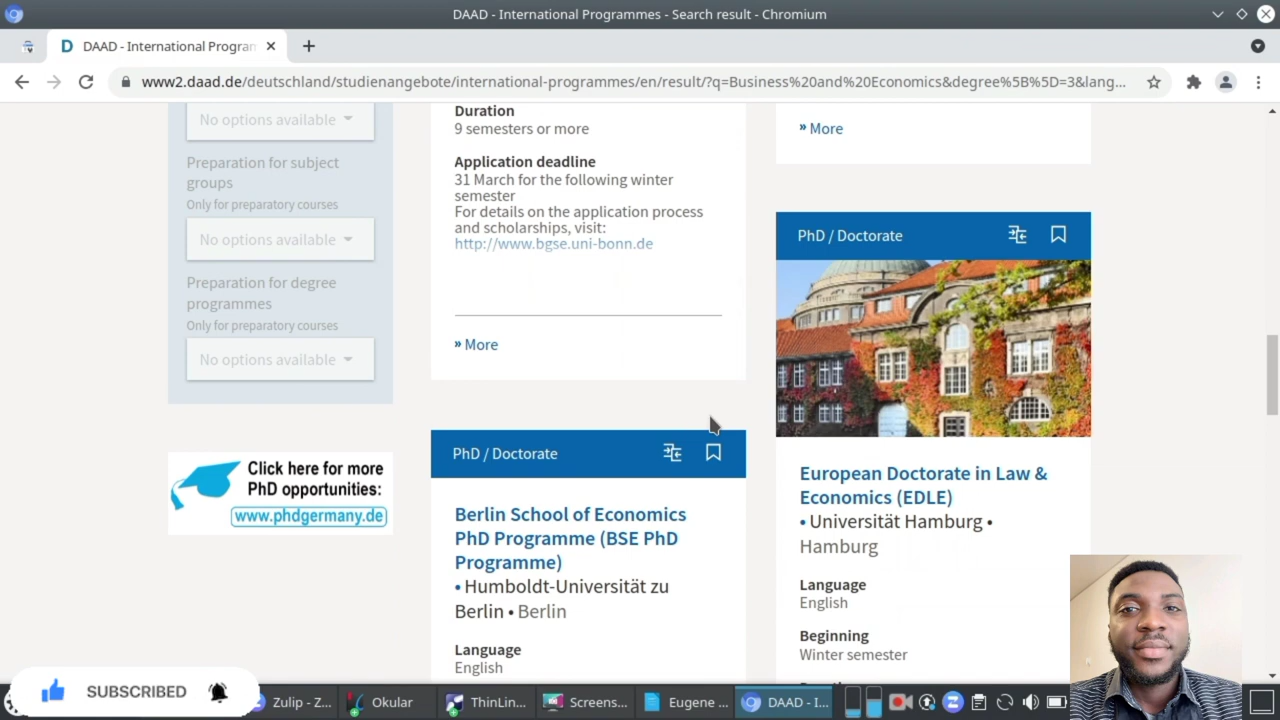 DAAD - International Programmes - Search result - Chromium
D DAAD - International Program
www2.daad.de/deutschland/studienangebote/international-programmes/en/result/?q=Business%20and%20Economics&degree%5B%5D=3&lang...
No options available
Preparation for subject
groups
Only for preparatory courses
No options available
Preparation for degree
programmes
Only for preparatory courses
No options available
Click here for more
PhD opportunities:
www.phdgermany.de
Duration
9 semesters or more
Application deadline
31 March for the following winter
semester
For details on the application process
and scholarships, visit:
http://www.bgse.uni-bonn.de
» More
PhD / Doctorate
Berlin School of Economics
PhD Programme (BSE PhD
Programme)
• Humboldt-Universität zu
Berlin • Berlin
Language
English
» More
PhD / Doctorate
European Doctorate in Law &
Economics (EDLE)
• Universität Hamburg •
Hamburg
Language
English
Beginning
Winter semester
SUBSCRIBED
Zulip - Z...
Okular
ThinLin...
Screens...
Eugene ...
DAAD - I...